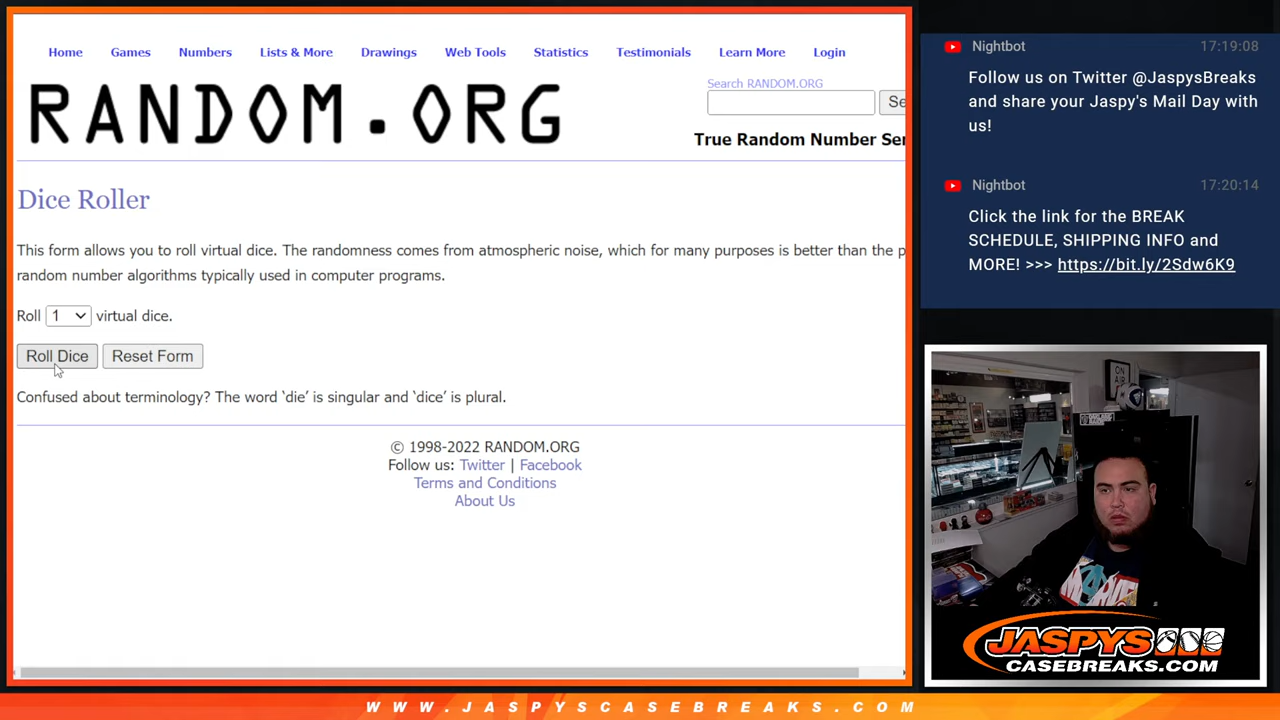 Home Games Numbers Lists & More Drawings Web Tools Statistics Testimonials Learn More Login
RANDOM.ORG
Search RANDOM.ORG
Se
True Random Number Ser
Dice Roller
This form allows you to roll virtual dice. The randomness comes from atmospheric noise, which for many purposes is better than the p
random number algorithms typically used in computer programs.
Roll 1 virtual dice.
Roll Dice Reset Form
Confused about terminology? The word ‘die’ is singular and ‘dice’ is plural.
© 1998-2022 RANDOM.ORG
Follow us: Twitter | Facebook
Terms and Conditions
About Us
Nightbot 17:19:08
Follow us on Twitter @JaspysBreaks
and share your Jaspy's Mail Day with
us!
Nightbot 17:20:14
Click the link for the BREAK
SCHEDULE, SHIPPING INFO and
MORE! >>> https://bit.ly/2Sdw6K9
ON
AIR
JASPYS
CASEBREAKS.COM
WWW.JASPYSCASEBREAKS.COM